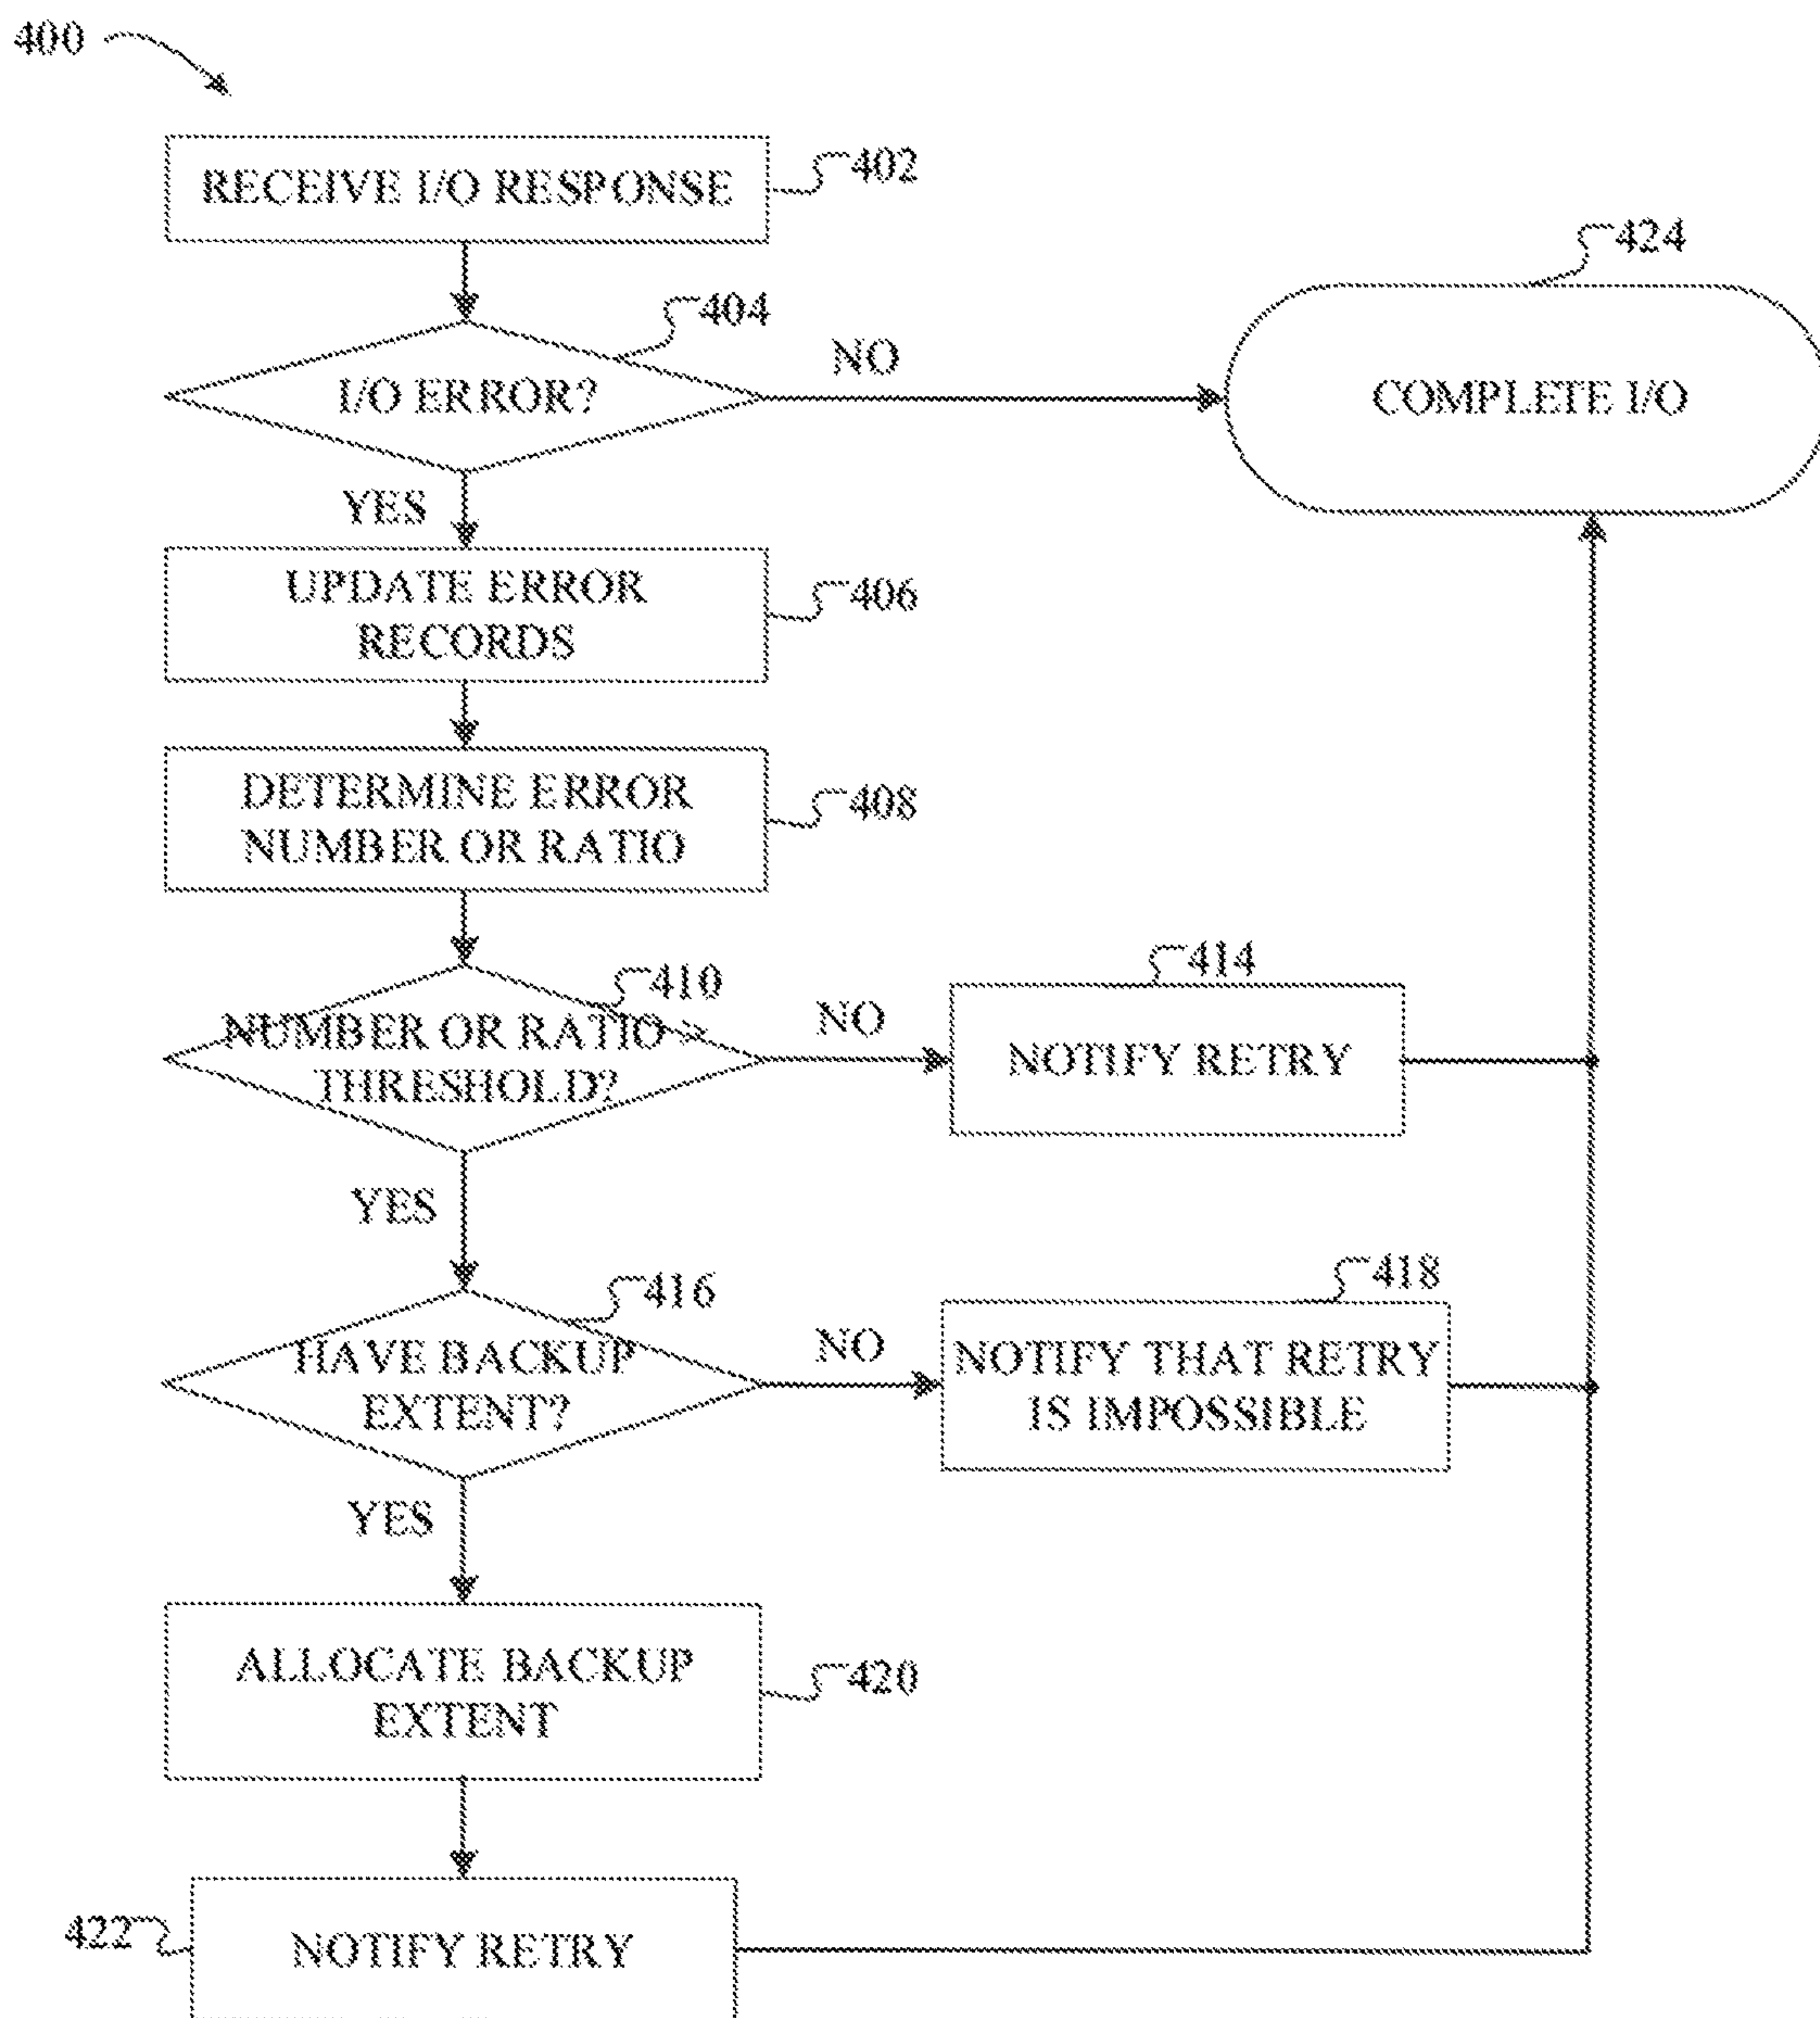 400
RECEIVE I/O RESPONSE
402
424
404
I/O ERROR?
NO
COMPLETE I/O
YES
UPDATE ERROR
RECORDS
406
DETERMINE ERROR
NUMBER OR RATIO
408
410
NUMBER OR RATIO >
THRESHOLD?
NO
414
NOTIFY RETRY
YES
416
HAVE BACKUP
EXTENT?
NO
418
NOTIFY THAT RETRY
IS IMPOSSIBLE
YES
ALLOCATE BACKUP
EXTENT
420
422
NOTIFY RETRY